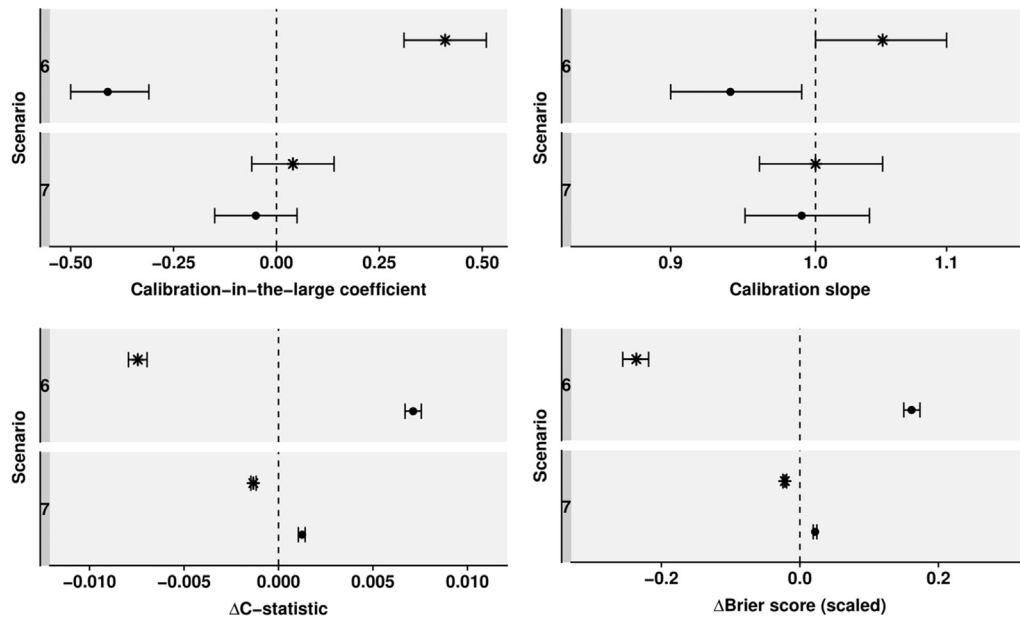 Scenario
6
7
−0.50 −0.25 0.00 0.25 0.50
Calibration−in−the−large coefficient
Scenario
6
7
0.9 1.0 1.1
Calibration slope
Scenario
6
7
−0.010 −0.005 0.000 0.005 0.010
ΔC−statistic
Scenario
6
7
−0.2 0.0 0.2
ΔBrier score (scaled)